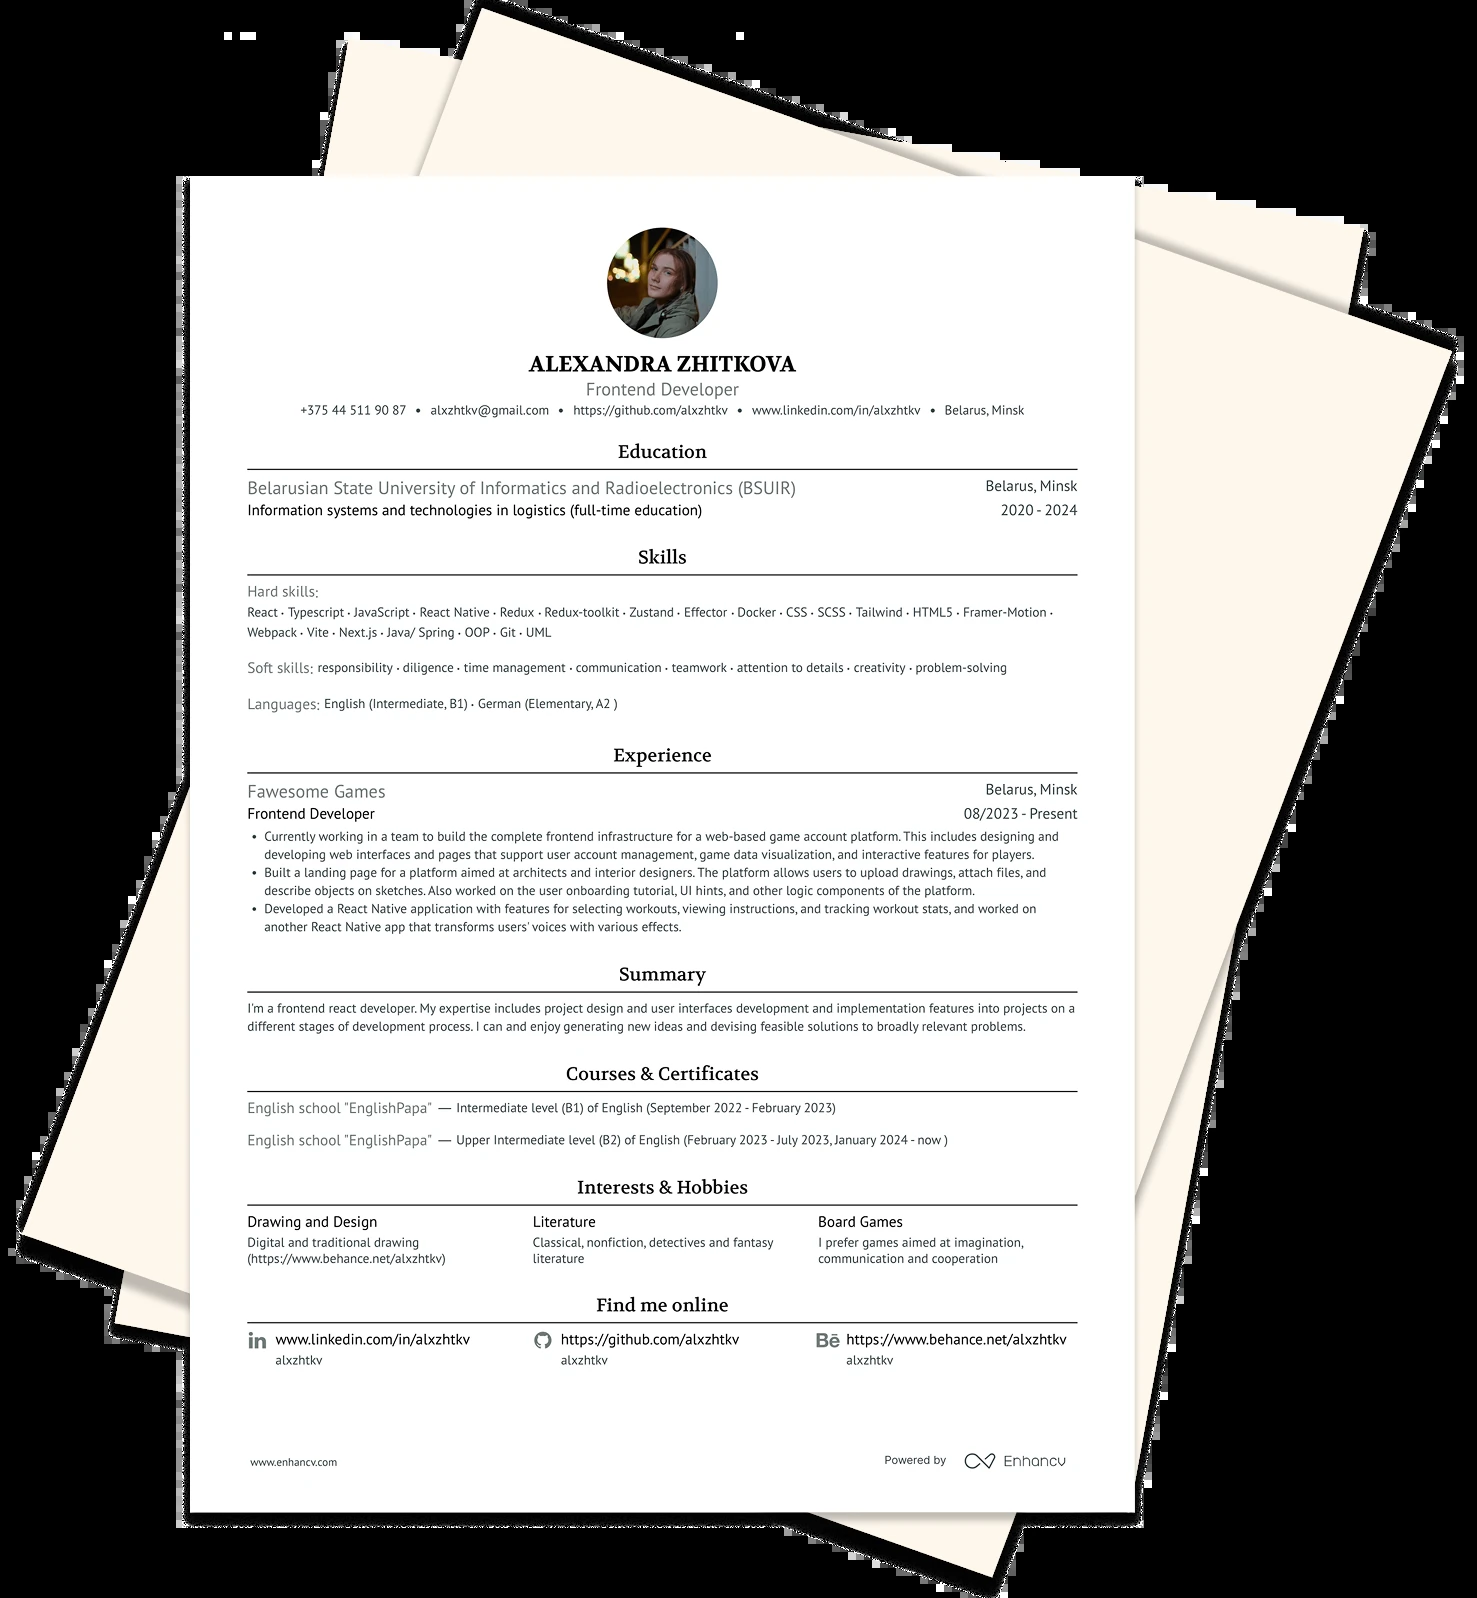 ALEXANDRA ZHITKOVA
Frontend Developer
+375 44 511 90 87 • alxzhtkv@gmail.com • https://github.com/alxzhtkv • www.linkedin.com/in/alxzhtkv • Belarus, Minsk
Education
Belarusian State University of Informatics and Radioelectronics (BSUIR) Belarus, Minsk
Information systems and technologies in logistics (full-time education) 2020 - 2024
Skills
Hard skills:
React · Typescript · JavaScript · React Native · Redux · Redux-toolkit · Zustand · Effector · Docker · CSS · SCSS · Tailwind · HTML5 · Framer-Motion ·
Webpack · Vite · Next.js · Java/ Spring · OOP · Git · UML
Soft skills: responsibility · diligence · time management · communication · teamwork · attention to details · creativity · problem-solving
Languages: English (Intermediate, B1) · German (Elementary, A2 )
Experience
Fawesome Games Belarus, Minsk
Frontend Developer 08/2023 - Present
• Currently working in a team to build the complete frontend infrastructure for a web-based game account platform. This includes designing and
developing web interfaces and pages that support user account management, game data visualization, and interactive features for players.
• Built a landing page for a platform aimed at architects and interior designers. The platform allows users to upload drawings, attach files, and
describe objects on sketches. Also worked on the user onboarding tutorial, UI hints, and other logic components of the platform.
• Developed a React Native application with features for selecting workouts, viewing instructions, and tracking workout stats, and worked on
another React Native app that transforms users' voices with various effects.
Summary
I'm a frontend react developer. My expertise includes project design and user interfaces development and implementation features into projects on a
different stages of development process. I can and enjoy generating new ideas and devising feasible solutions to broadly relevant problems.
Courses & Certificates
English school "EnglishPapa" — Intermediate level (B1) of English (September 2022 - February 2023)
English school "EnglishPapa" — Upper Intermediate level (B2) of English (February 2023 - July 2023, January 2024 - now )
Interests & Hobbies
Drawing and Design Literature Board Games
Digital and traditional drawing Classical, nonfiction, detectives and fantasy I prefer games aimed at imagination,
(https://www.behance.net/alxzhtkv) literature communication and cooperation
Find me online
in www.linkedin.com/in/alxzhtkv https://github.com/alxzhtkv Bē https://www.behance.net/alxzhtkv
alxzhtkv alxzhtkv alxzhtkv
www.enhancv.com Powered by Enhancv